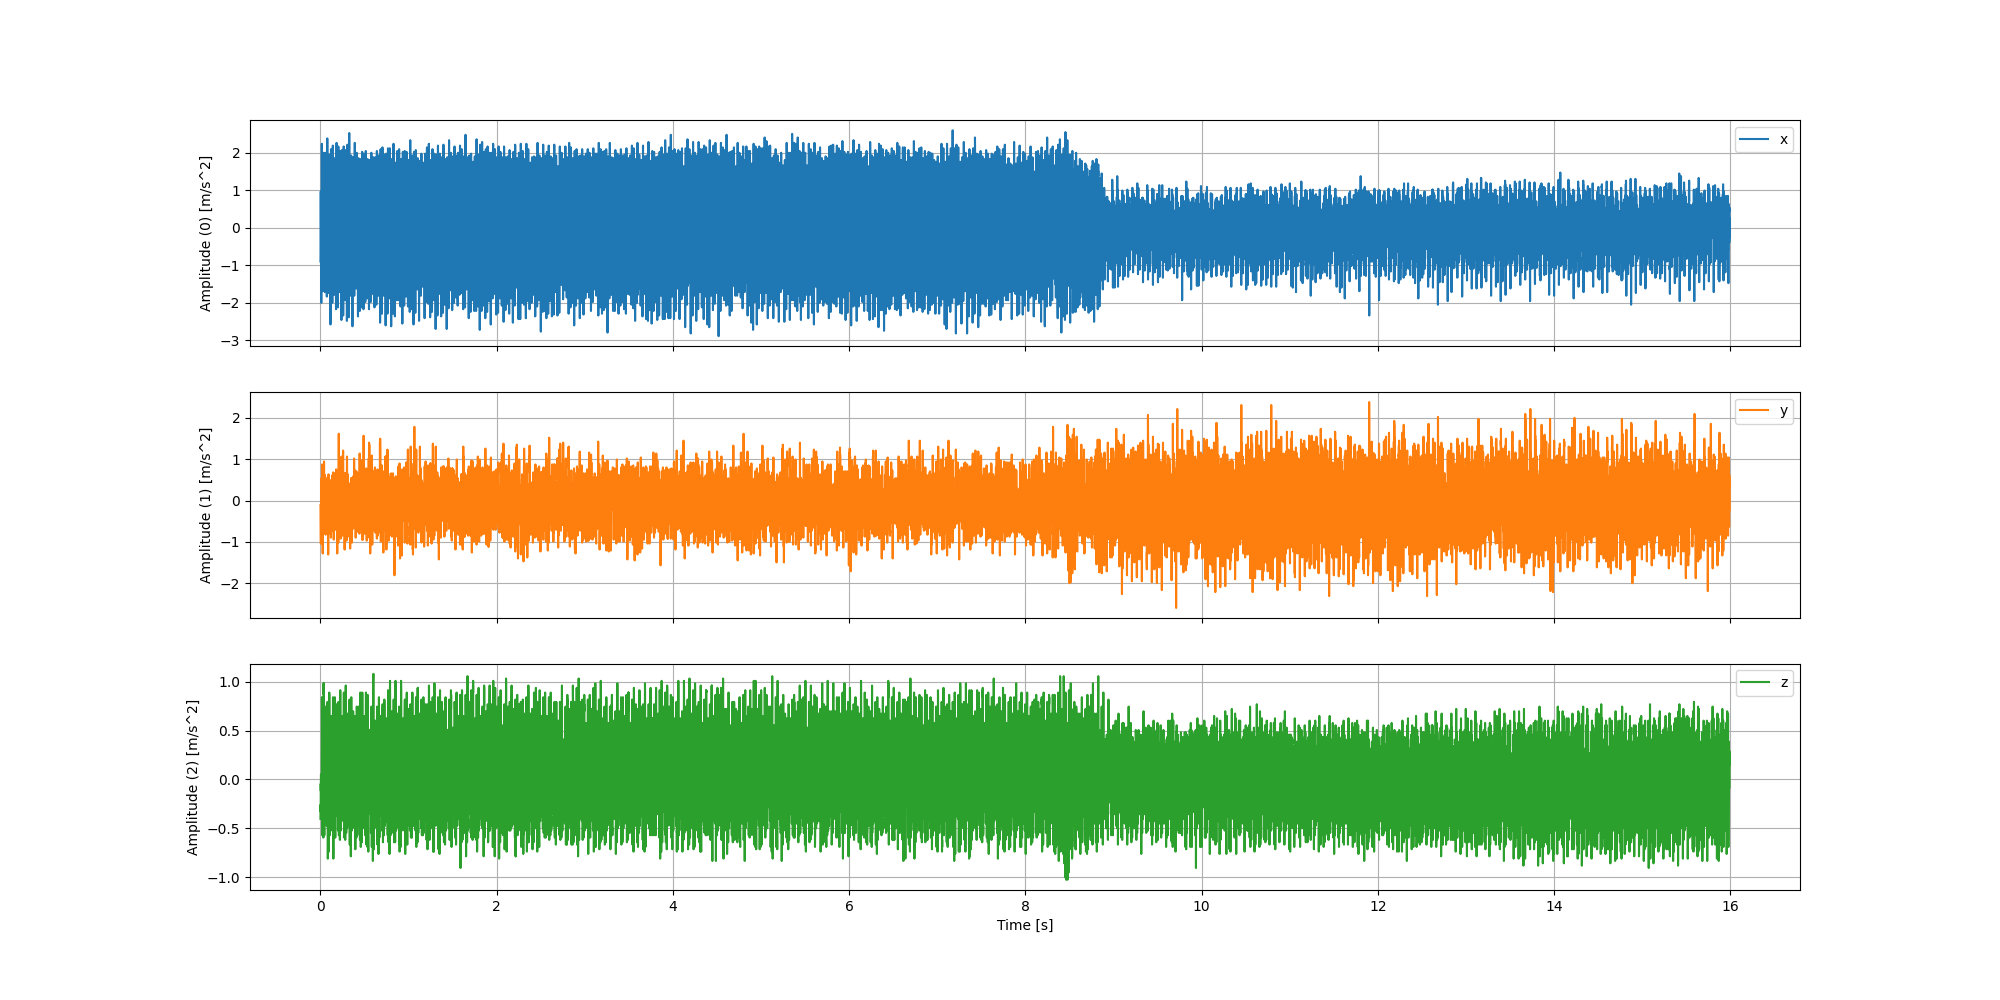 Amplitude (0) [m/s^2]
2
1
0
−1
−2
−3
x
Amplitude (1) [m/s^2]
2
1
0
−1
−2
y
Amplitude (2) [m/s^2]
1.0
0.5
0.0
−0.5
−1.0
z
0 2 4 6 8 10 12 14 16
Time [s]